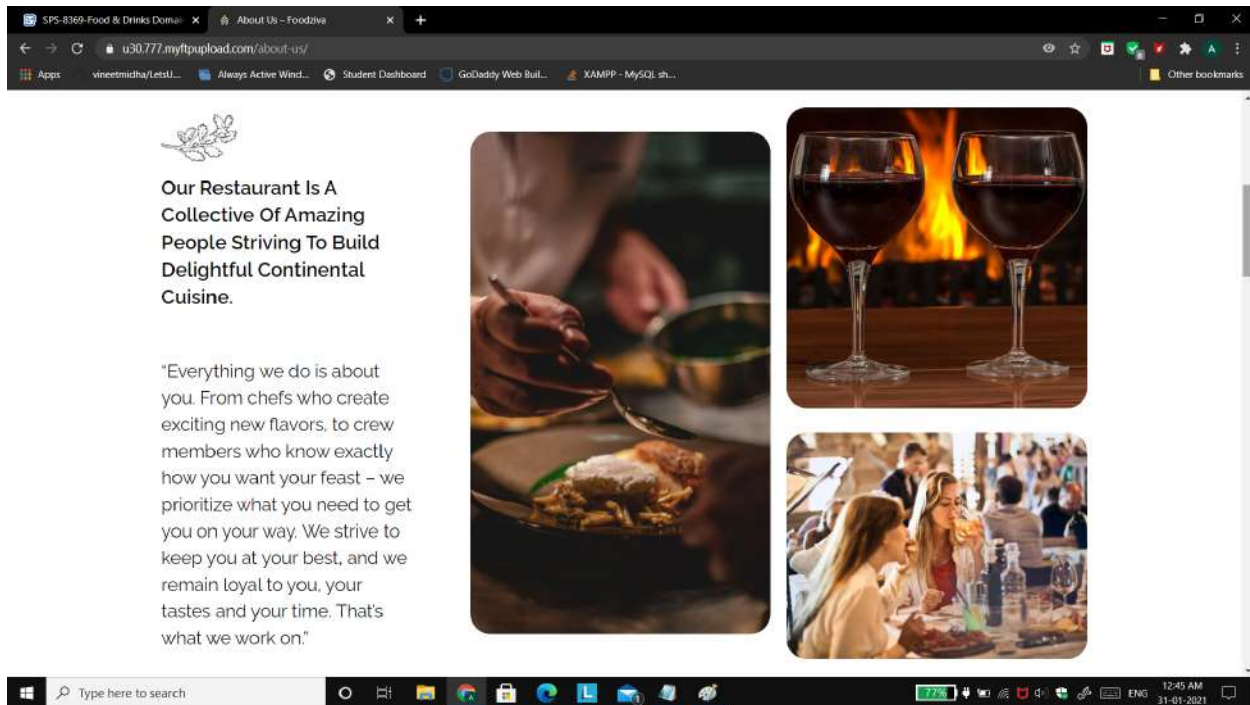 SPS-8369-Food & Drinks Domai
About Us – Foodziva
u30.777.myftpupload.com/about-us/
Apps
vineetmidha/LetsU...
Always Active Wind...
Student Dashboard
GoDaddy Web Buil...
XAMPP - MySQL sh...
Other bookmarks
Our Restaurant Is A
Collective Of Amazing
People Striving To Build
Delightful Continental
Cuisine.
“Everything we do is about
you. From chefs who create
exciting new flavors, to crew
members who know exactly
how you want your feast – we
prioritize what you need to get
you on your way. We strive to
keep you at your best, and we
remain loyal to you, your
tastes and your time. That’s
what we work on.”
Type here to search
77%
ENG
12:45 AM
31-01-2021